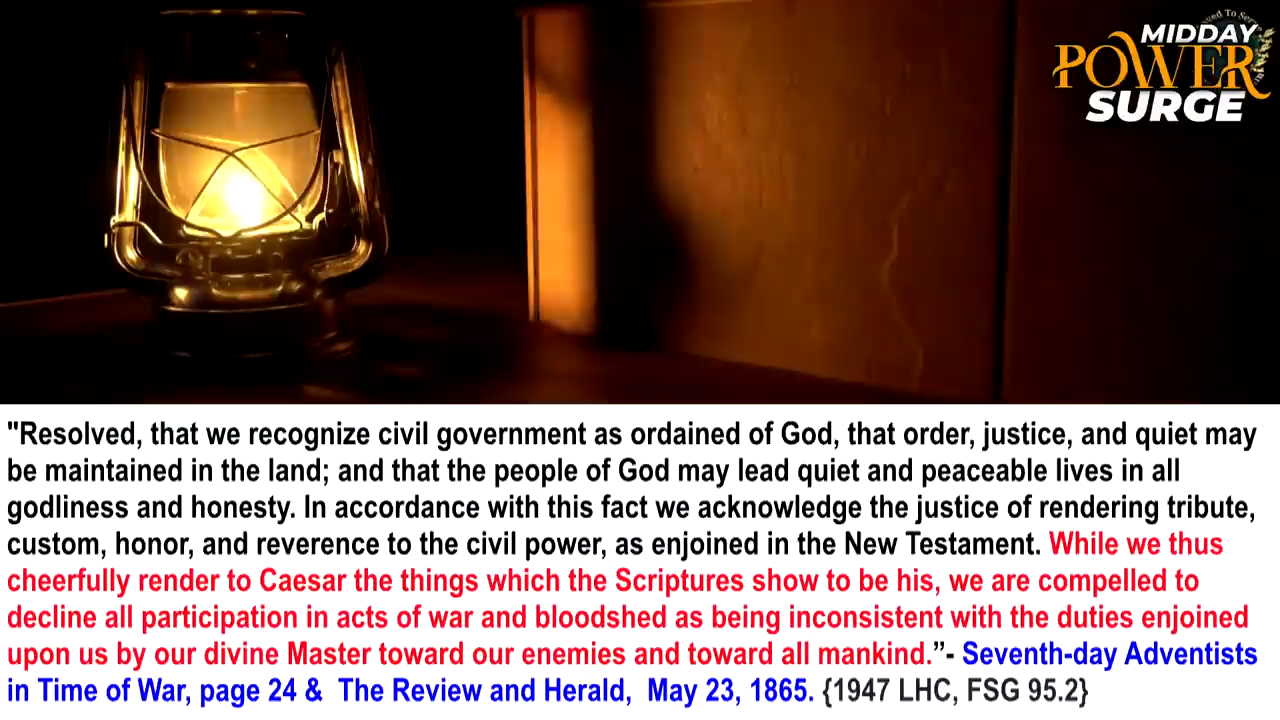 MIDDAY
POWER
SURGE
"Resolved, that we recognize civil government as ordained of God, that order, justice, and quiet may
be maintained in the land; and that the people of God may lead quiet and peaceable lives in all
godliness and honesty. In accordance with this fact we acknowledge the justice of rendering tribute,
custom, honor, and reverence to the civil power, as enjoined in the New Testament. While we thus
cheerfully render to Caesar the things which the Scriptures show to be his, we are compelled to
decline all participation in acts of war and bloodshed as being inconsistent with the duties enjoined
upon us by our divine Master toward our enemies and toward all mankind.”- Seventh-day Adventists
in Time of War, page 24 &  The Review and Herald,  May 23, 1865. {1947 LHC, FSG 95.2}